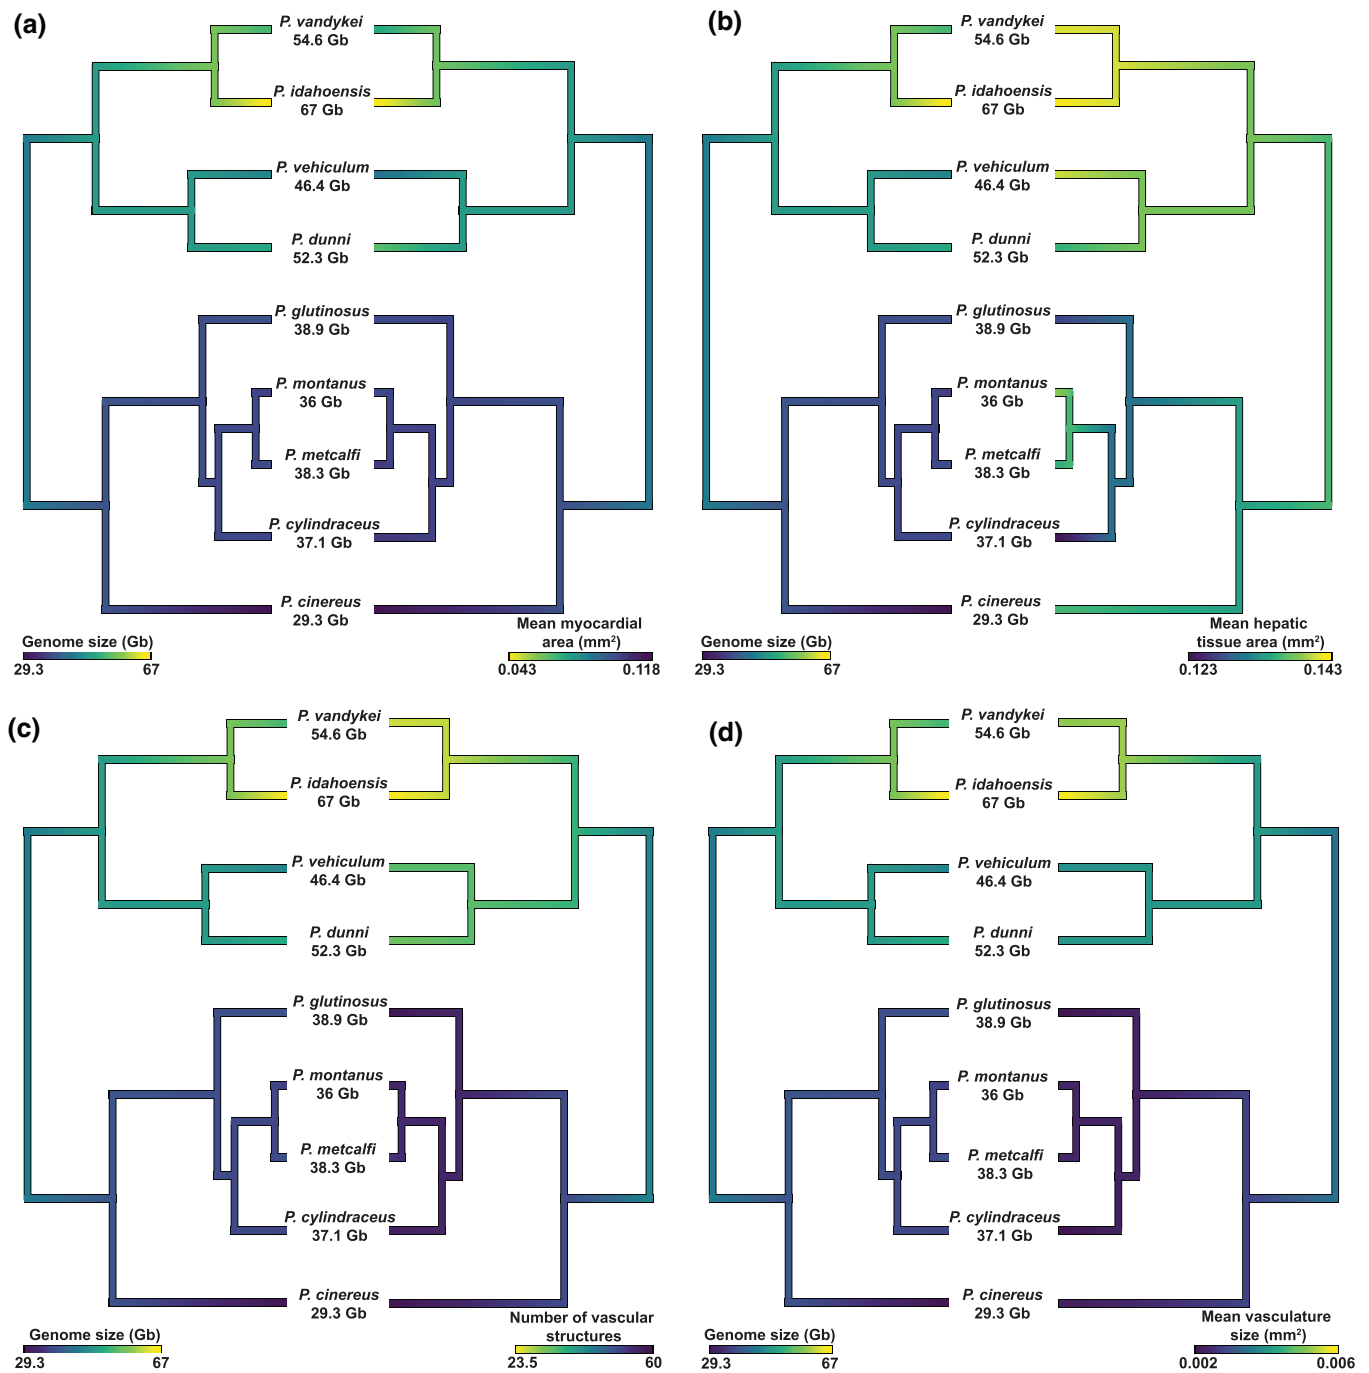 (a)
P. vandykei
54.6 Gb
P. idahoensis
67 Gb
P. vehiculum
46.4 Gb
P. dunni
52.3 Gb
P. glutinosus
38.9 Gb
P. montanus
36 Gb
P. metcalfi
38.3 Gb
P. cylindraceus
37.1 Gb
P. cinereus
29.3 Gb
Genome size (Gb)
29.3 67
Mean myocardial
area (mm²)
0.043 0.118
(b)
P. vandykei
54.6 Gb
P. idahoensis
67 Gb
P. vehiculum
46.4 Gb
P. dunni
52.3 Gb
P. glutinosus
38.9 Gb
P. montanus
36 Gb
P. metcalfi
38.3 Gb
P. cylindraceus
37.1 Gb
P. cinereus
29.3 Gb
Genome size (Gb)
29.3 67
Mean hepatic
tissue area (mm²)
0.123 0.143
(c)
P. vandykei
54.6 Gb
P. idahoensis
67 Gb
P. vehiculum
46.4 Gb
P. dunni
52.3 Gb
P. glutinosus
38.9 Gb
P. montanus
36 Gb
P. metcalfi
38.3 Gb
P. cylindraceus
37.1 Gb
P. cinereus
29.3 Gb
Genome size (Gb)
29.3 67
Number of vascular
structures
23.5 60
(d)
P. vandykei
54.6 Gb
P. idahoensis
67 Gb
P. vehiculum
46.4 Gb
P. dunni
52.3 Gb
P. glutinosus
38.9 Gb
P. montanus
36 Gb
P. metcalfi
38.3 Gb
P. cylindraceus
37.1 Gb
P. cinereus
29.3 Gb
Genome size (Gb)
29.3 67
Mean vasculature
size (mm²)
0.002 0.006